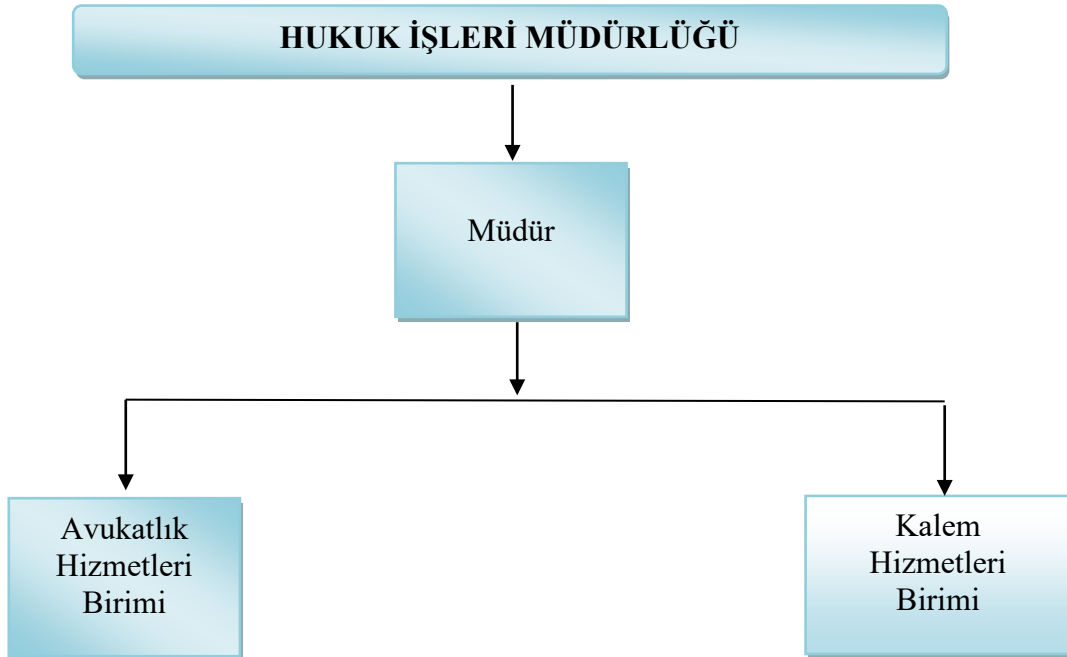 HUKUK İŞLERİ MÜDÜRLÜĞÜ
Müdür
Avukatlık
Hizmetleri
Birimi
Kalem
Hizmetleri
Birimi